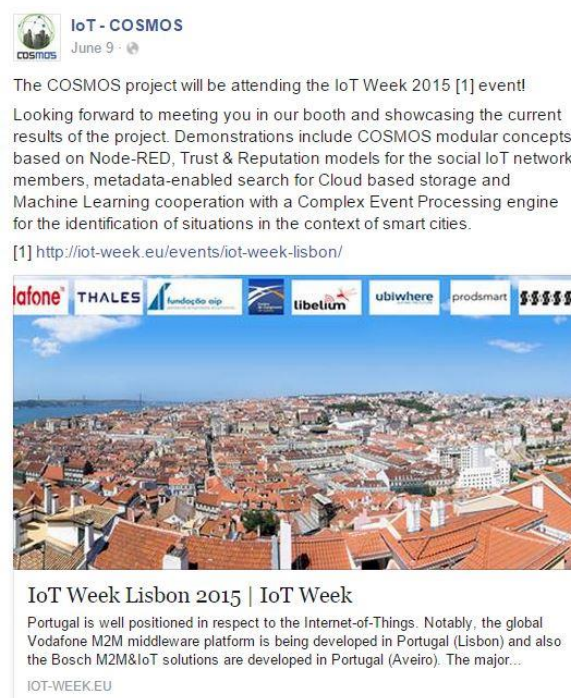 IoT - COSMOS
June 9
cosmos
The COSMOS project will be attending the IoT Week 2015 [1] event!
Looking forward to meeting you in our booth and showcasing the current
results of the project. Demonstrations include COSMOS modular concepts
based on Node-RED, Trust & Reputation models for the social IoT network
members, metadata-enabled search for Cloud based storage and
Machine Learning cooperation with a Complex Event Processing engine
for the identification of situations in the context of smart cities.
[1] http://iot-week.eu/events/iot-week-lisbon/
lafone THALES fundação aip libelium ubiwhere prodsmart
IoT Week Lisbon 2015 | IoT Week
Portugal is well positioned in respect to the Internet-of-Things. Notably, the global
Vodafone M2M middleware platform is being developed in Portugal (Lisbon) and also
the Bosch M2M&IoT solutions are developed in Portugal (Aveiro). The major...
IOT-WEEK.EU